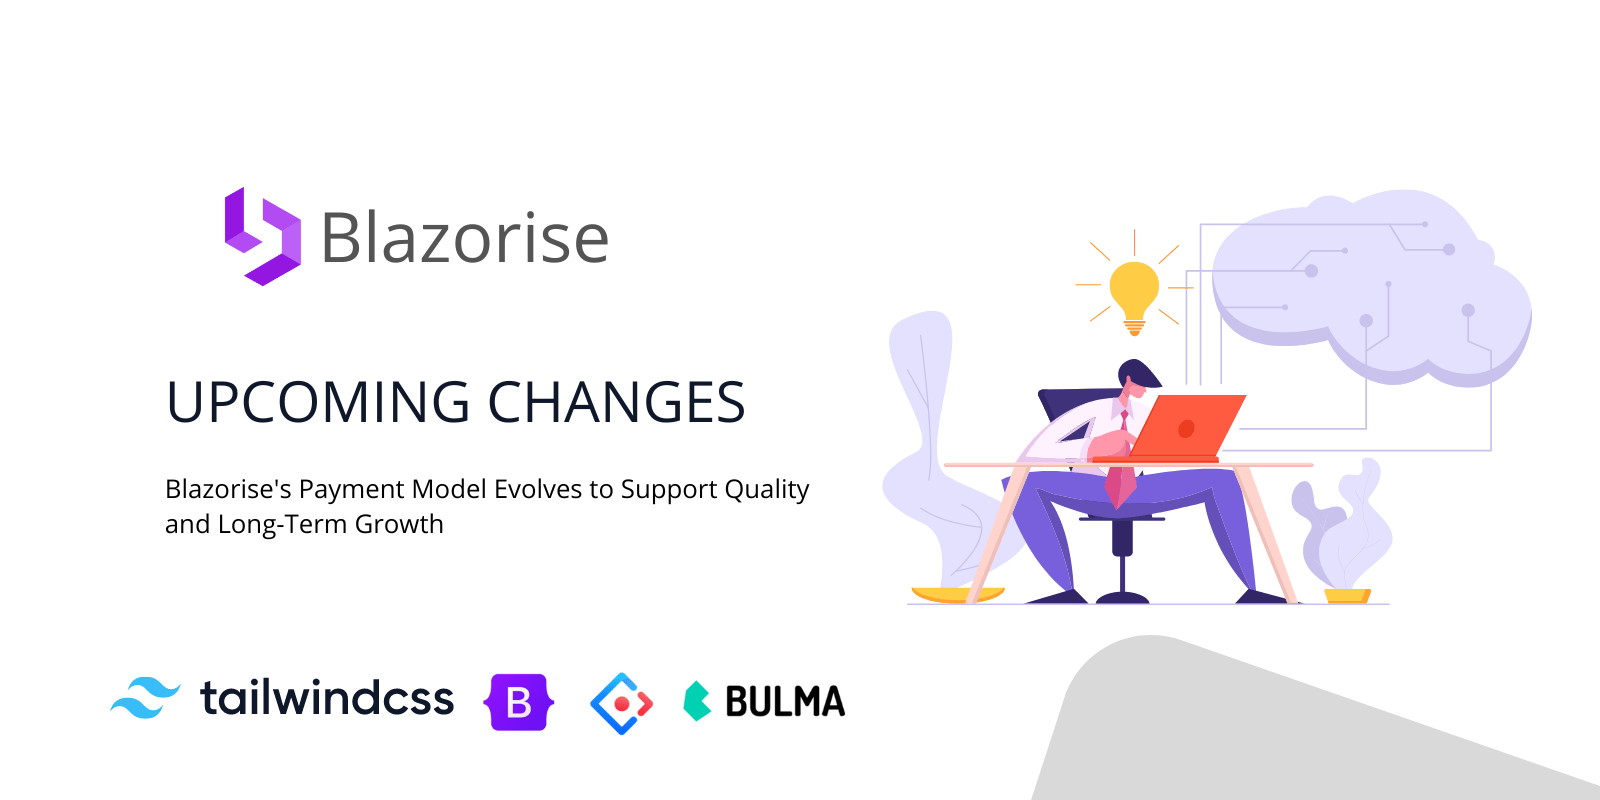 Blazorise
UPCOMING CHANGES
Blazorise's Payment Model Evolves to Support Quality
and Long-Term Growth
tailwindcss B BULMA